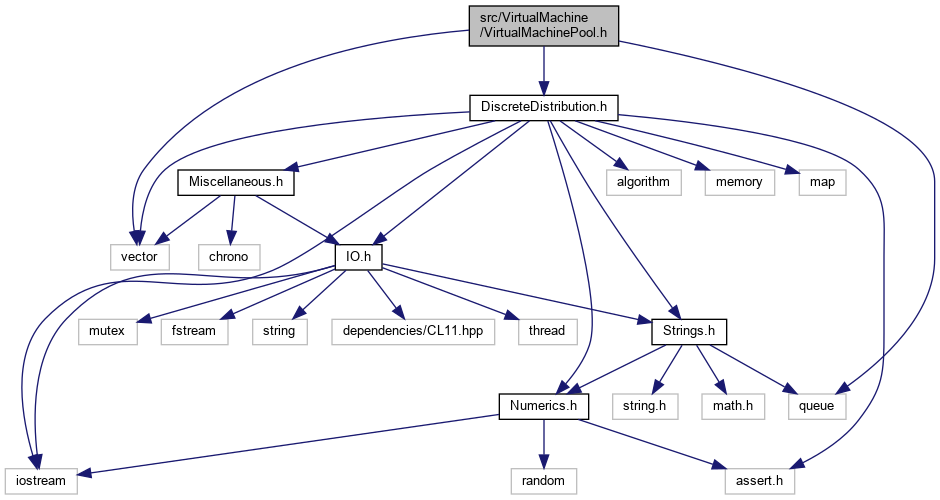 src/VirtualMachine
/VirtualMachinePool.h
DiscreteDistribution.h
Miscellaneous.h
algorithm
memory
map
vector
chrono
IO.h
mutex
fstream
string
dependencies/CL11.hpp
thread
Strings.h
Numerics.h
string.h
math.h
queue
iostream
random
assert.h